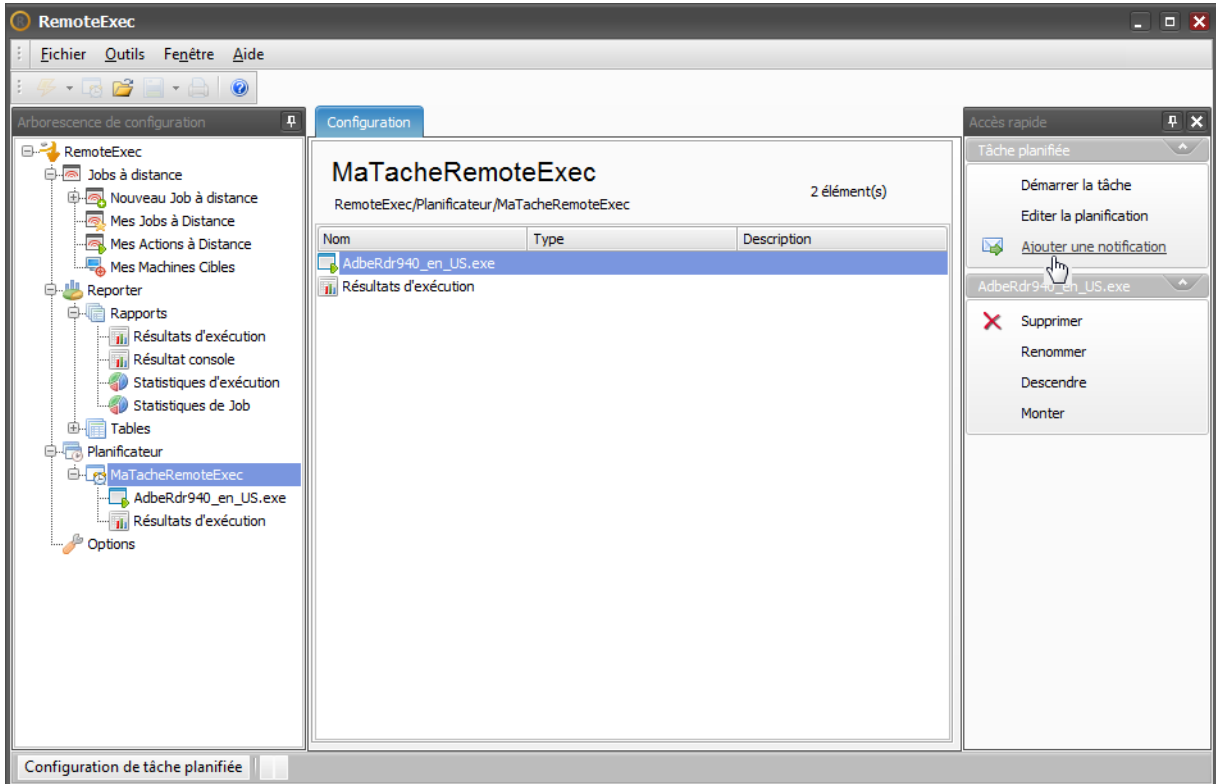 RemoteExec
Fichier Outils Fenêtre Aide
Arborescence de configuration
RemoteExec
Jobs à distance
Nouveau Job à distance
Mes Jobs à Distance
Mes Actions à Distance
Mes Machines Cibles
Reporter
Rapports
Résultats d'exécution
Résultat console
Statistiques d'exécution
Statistiques de Job
Tables
Planificateur
MaTacheRemoteExec
AdbeRdr940_en_US.exe
Résultats d'exécution
Options
Configuration
MaTacheRemoteExec
2 élément(s)
RemoteExec/Planificateur/MaTacheRemoteExec
Nom Type Description
AdbeRdr940_en_US.exe
Résultats d'exécution
Accès rapide
Tâche planifiée
Démarrer la tâche
Editer la planification
Ajouter une notification
AdbeRdr940_en_US.exe
Supprimer
Renommer
Descendre
Monter
Configuration de tâche planifiée